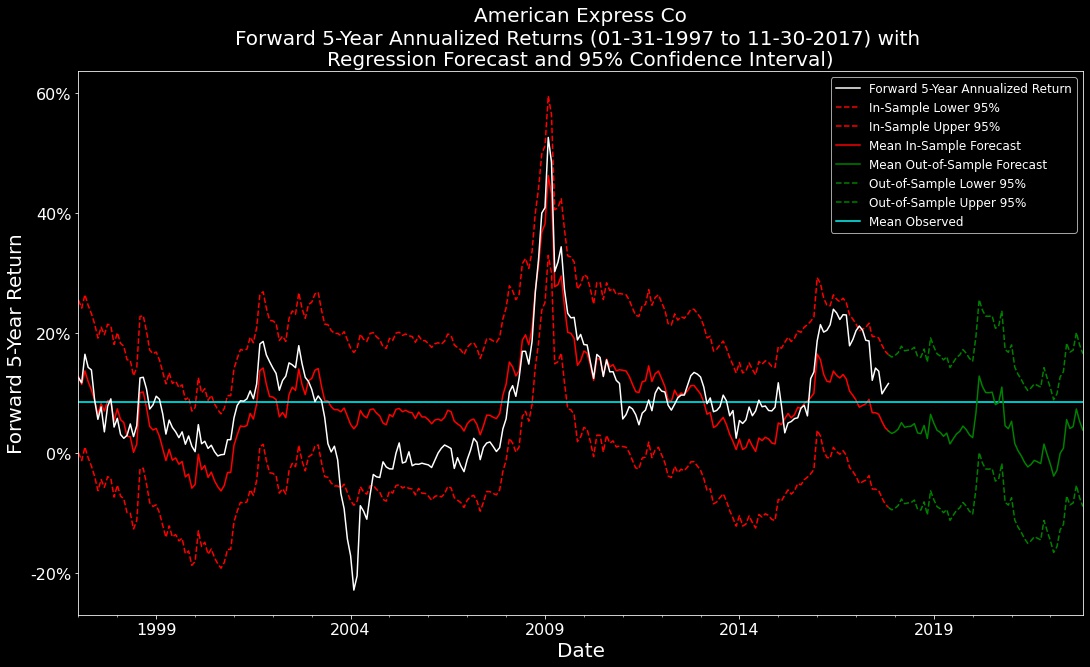 American Express Co
Forward 5-Year Annualized Returns (01-31-1997 to 11-30-2017) with
Regression Forecast and 95% Confidence Interval)
Forward 5-Year Annualized Return
In-Sample Lower 95%
In-Sample Upper 95%
Mean In-Sample Forecast
Mean Out-of-Sample Forecast
Out-of-Sample Lower 95%
Out-of-Sample Upper 95%
Mean Observed
Forward 5-Year Return
60%
40%
20%
0%
-20%
1999
2004
2009
2014
2019
Date